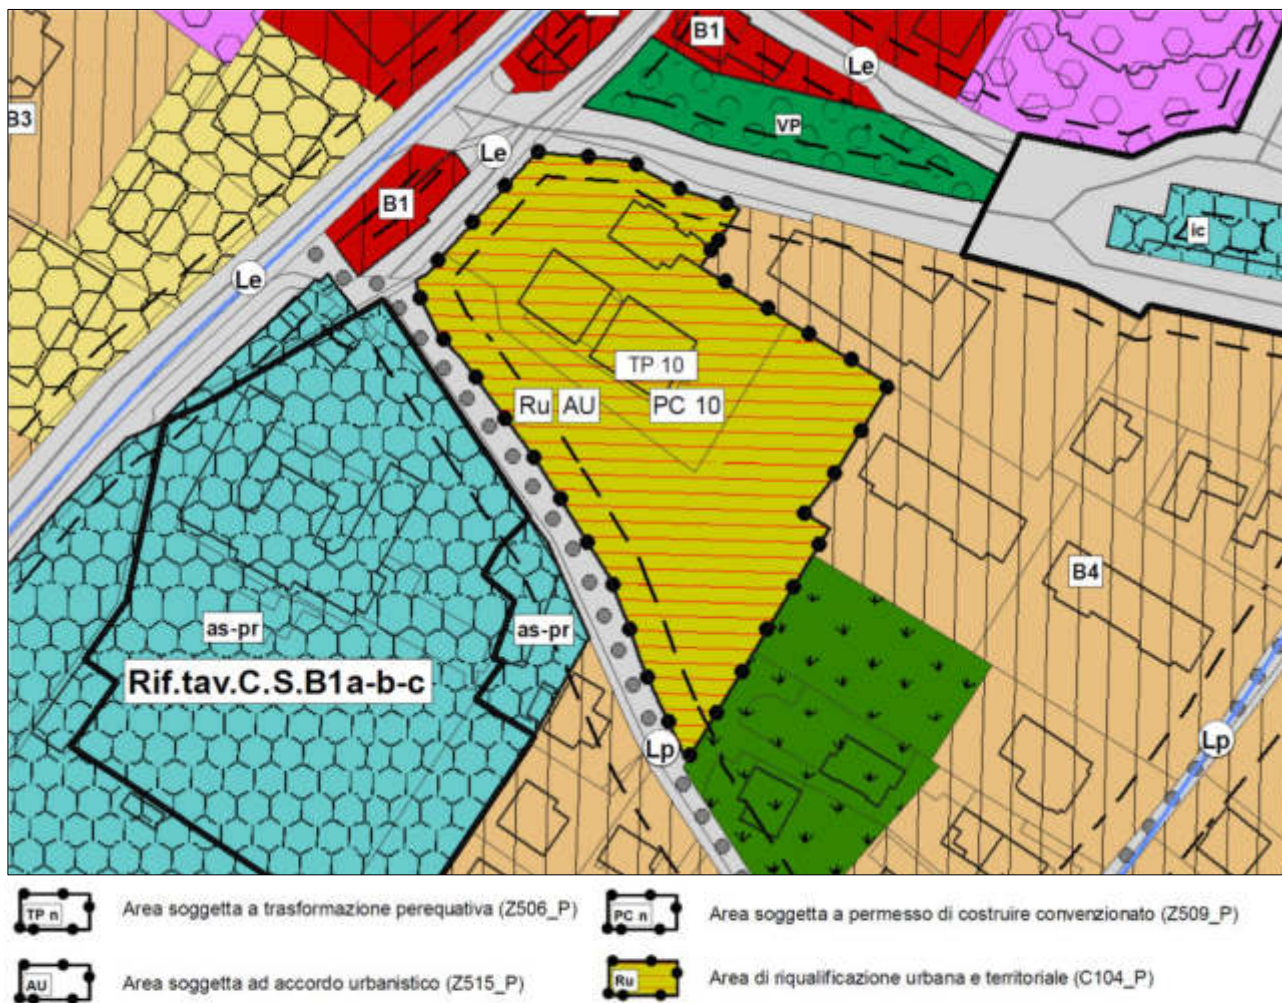 B1
Le
B3
VP
Le
B1
ic
Le
TP 10
Ru AU PC 10
B4
as-pr
as-pr
Rif.tav.C.S.B1a-b-c
Lp
Lp
TP n Area soggetta a trasformazione perequativa (Z506_P)
PC n Area soggetta a permesso di costruire convenzionato (Z509_P)
AU Area soggetta ad accordo urbanistico (Z515_P)
Ru Area di riqualificazione urbana e territoriale (C104_P)